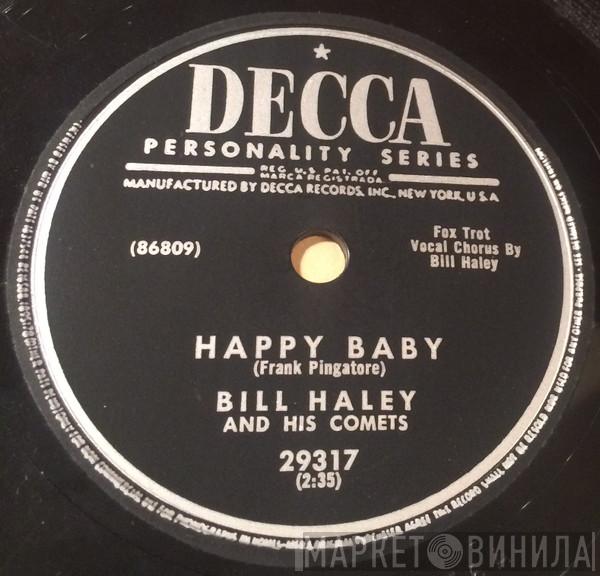 DECCA
PERSONALITY SERIES
REG. U.S. PAT. OFF.
MARCA REGISTRADA
MANUFACTURED BY DECCA RECORDS, INC., NEW YORK, U.S.A
(86809)
Fox Trot
Vocal Chorus By
Bill Haley
HAPPY BABY
(Frank Pingatore)
BILL HALEY
AND HIS COMETS
29317
(2:35)
МАРКЕТ ВИНИЛА